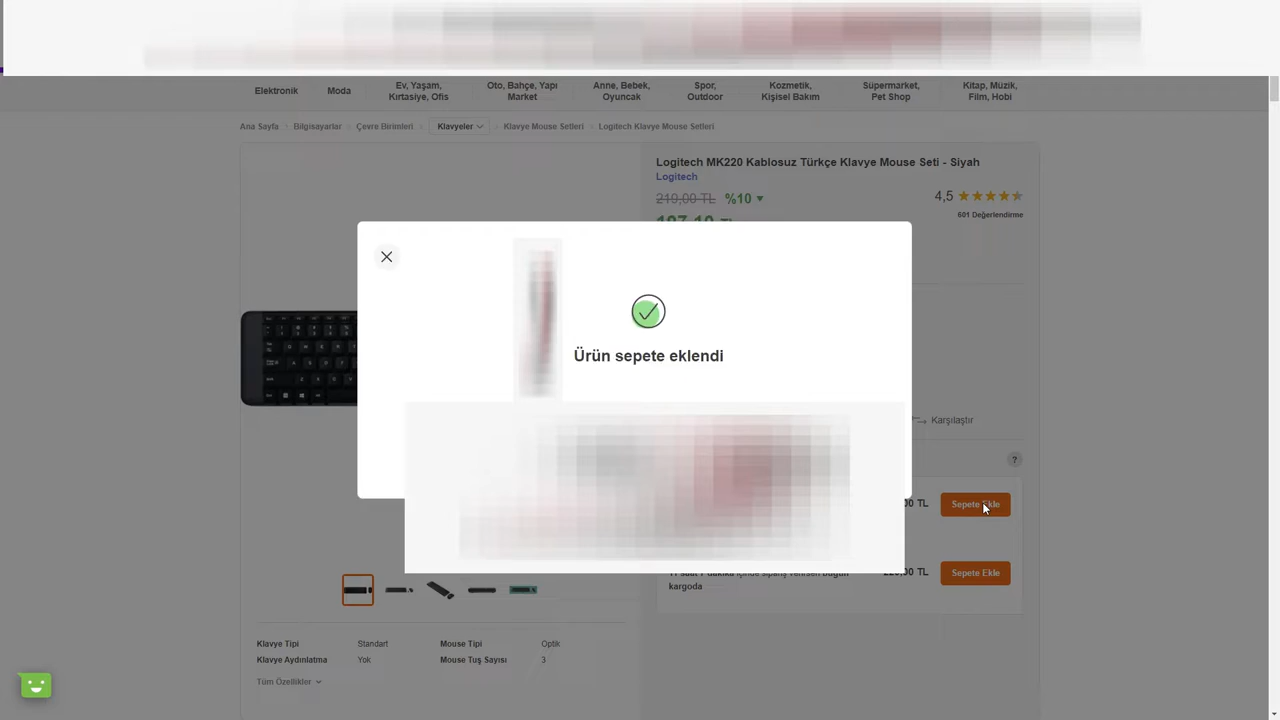 Elektronik
Moda
Ev, Yaşam,
Kırtasiye, Ofis
Oto, Bahçe, Yapı
Market
Anne, Bebek,
Oyuncak
Spor,
Outdoor
Kozmetik,
Kişisel Bakım
Süpermarket,
Pet Shop
Kitap, Müzik,
Film, Hobi
Ana Sayfa
Bilgisayarlar
Çevre Birimleri
Klavyeler
Klavye Mouse Setleri
Logitech Klavye Mouse Setleri
Logitech MK220 Kablosuz Türkçe Klavye Mouse Seti - Siyah
Logitech
219,00 TL %10
4,5
601 Değerlendirme
Ürün sepete eklendi
Karşılaştır
?
TL
Sepete Ekle
TL
Sepete Ekle
kargoda
Klavye Tipi Standart Mouse Tipi Optik
Klavye Aydınlatma Yok Mouse Tuş Sayısı 3
Tüm Özellikler